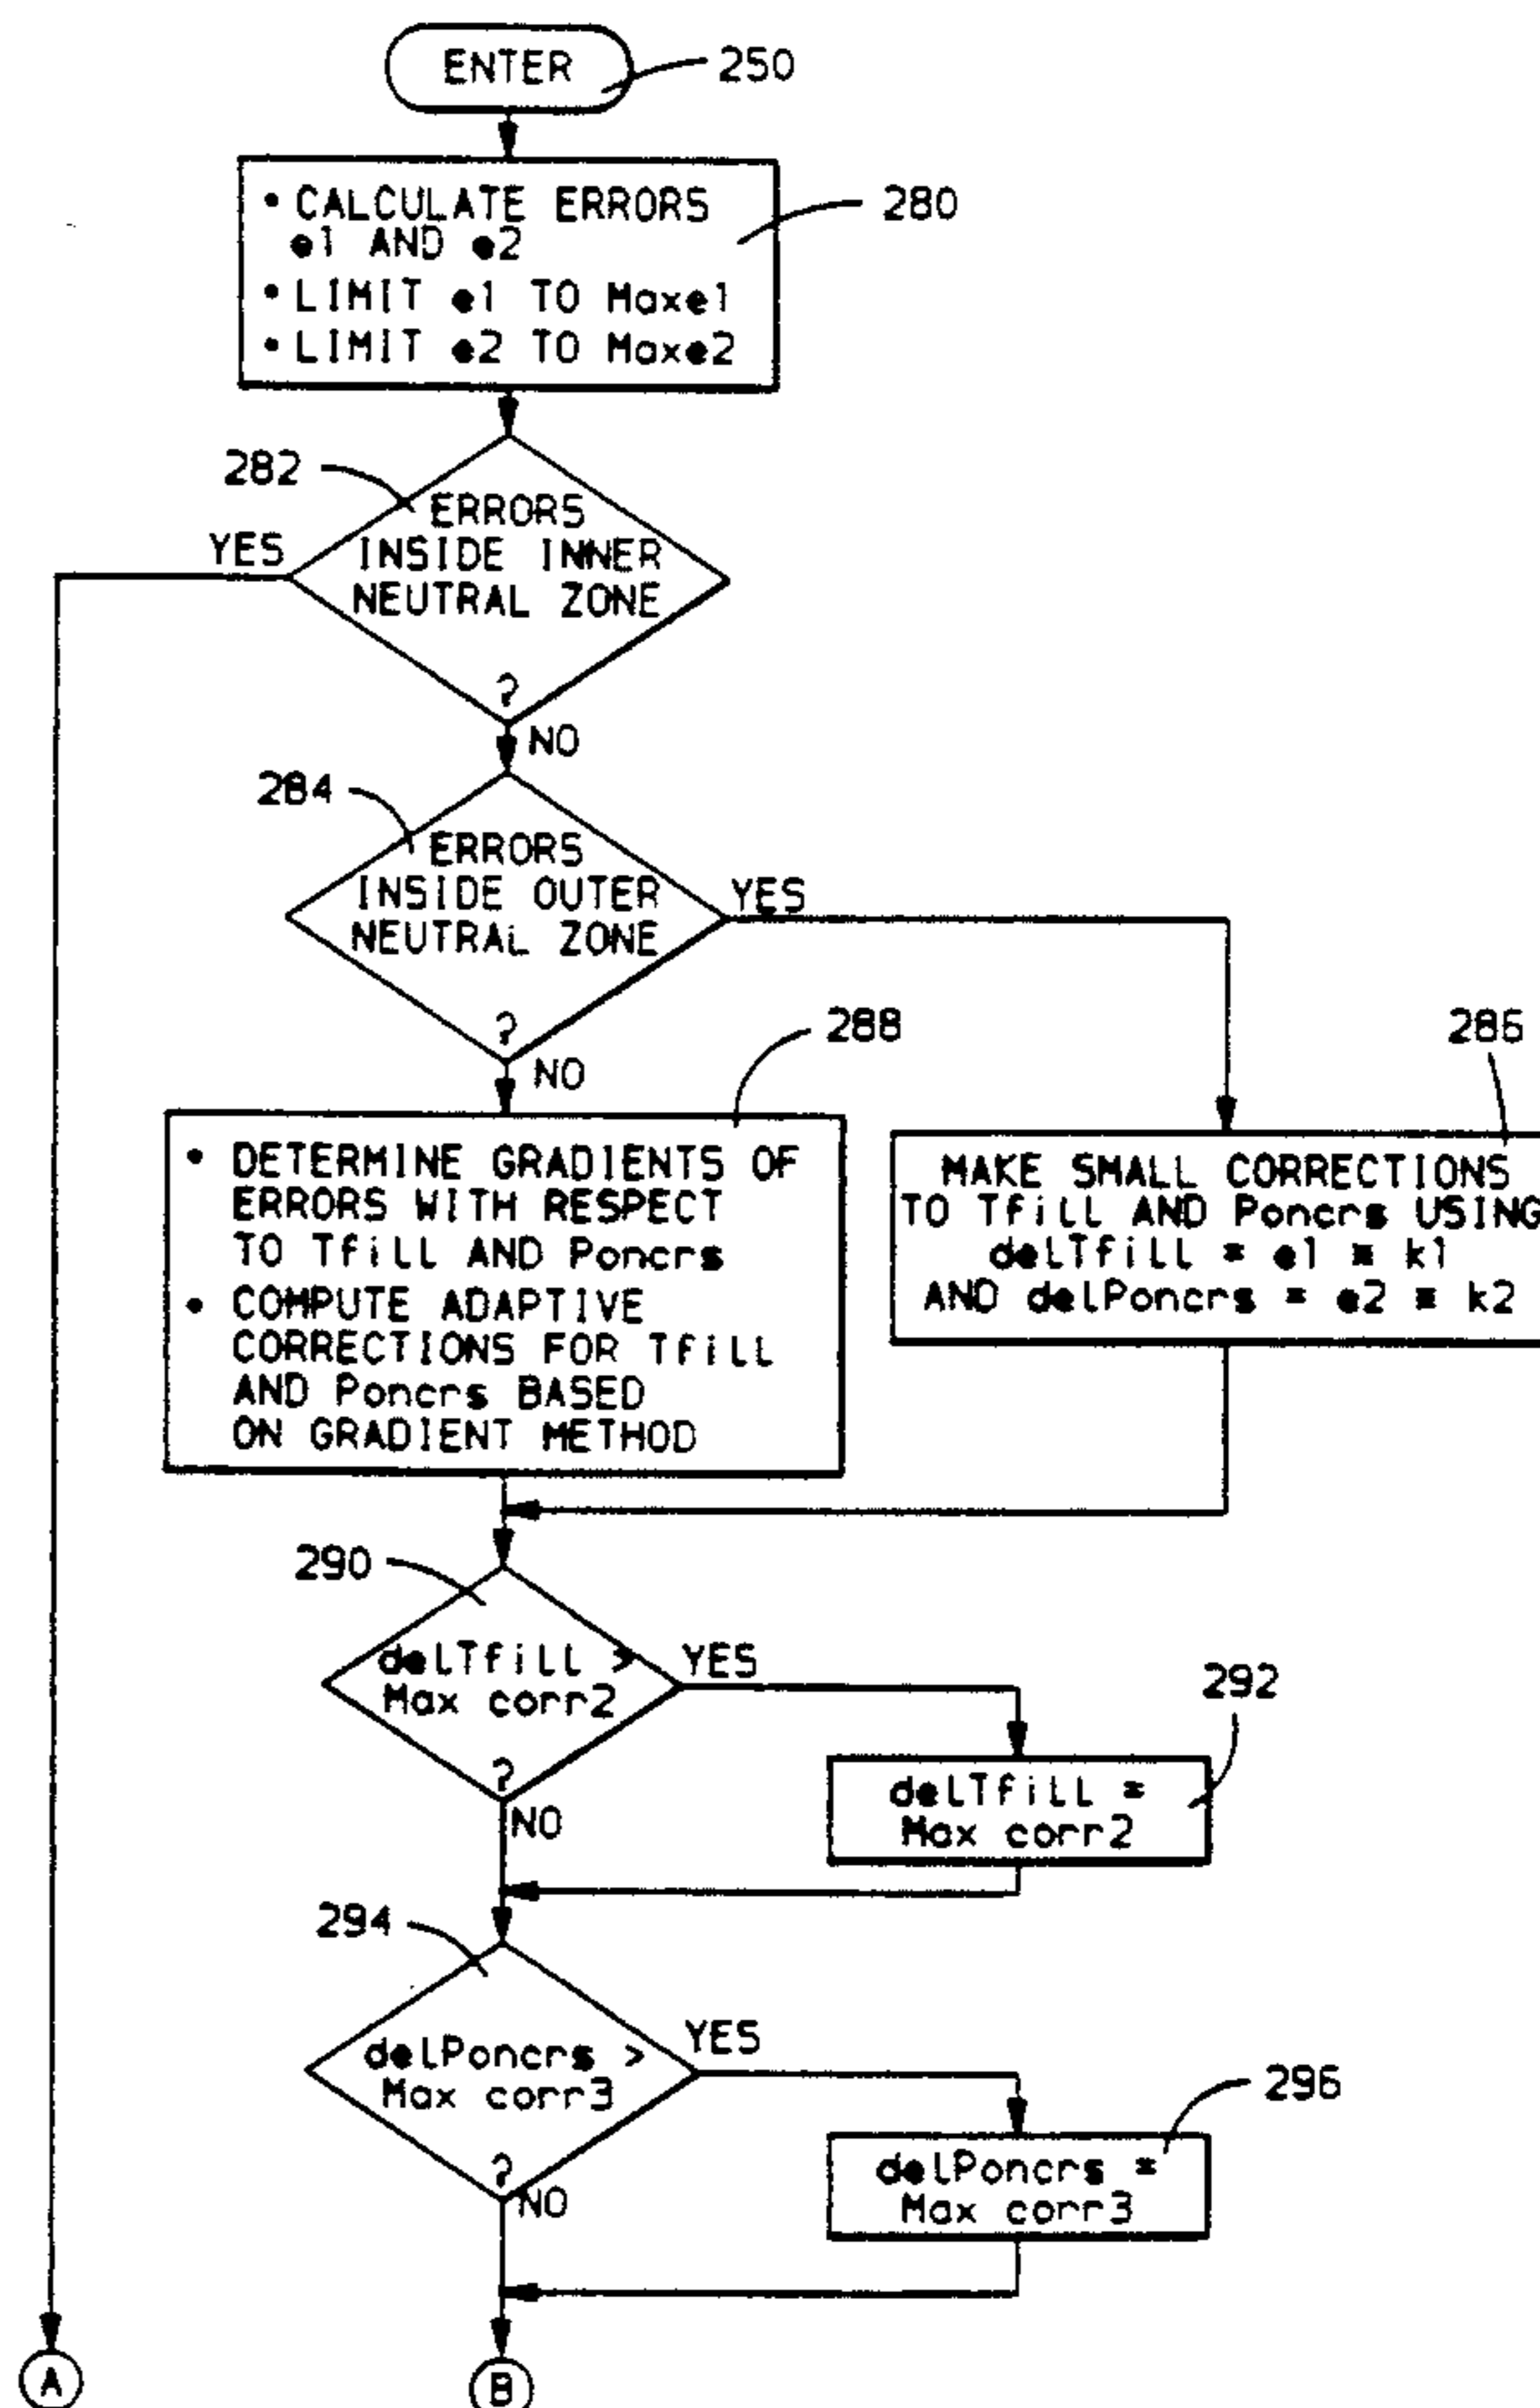 ENTER
250
• CALCULATE ERRORS
e1 AND e2
• LIMIT e1 TO Maxe1
• LIMIT e2 TO Maxe2
280
282
YES
ERRORS
INSIDE INNER
NEUTRAL ZONE
?
NO
284
ERRORS
INSIDE OUTER
NEUTRAL ZONE
?
YES
NO
288
286
• DETERMINE GRADIENTS OF
ERRORS WITH RESPECT
TO TfiLL AND Poncrs
• COMPUTE ADAPTIVE
CORRECTIONS FOR TfiLL
AND Poncrs BASED
ON GRADIENT METHOD
MAKE SMALL CORRECTIONS
TO TfiLL AND Poncrs USING
delTfiLL = e1 * k1
AND delPoncrs = e2 * k2
290
delTfiLL >
Max corr2
?
YES
NO
292
delTfiLL =
Max corr2
294
delPoncrs >
Max corr3
?
YES
NO
296
delPoncrs =
Max corr3
A
B